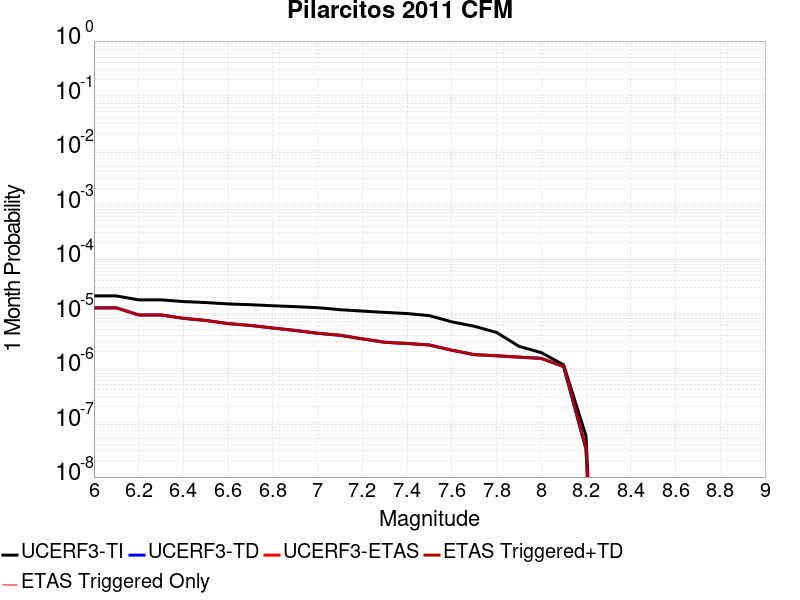 Pilarcitos 2011 CFM
1 Month Probability
10^0
10^-1
10^-2
10^-3
10^-4
10^-5
10^-6
10^-7
10^-8
6 6.2 6.4 6.6 6.8 7 7.2 7.4 7.6 7.8 8 8.2 8.4 8.6 8.8 9
Magnitude
UCERF3-TI UCERF3-TD UCERF3-ETAS ETAS Triggered+TD
ETAS Triggered Only